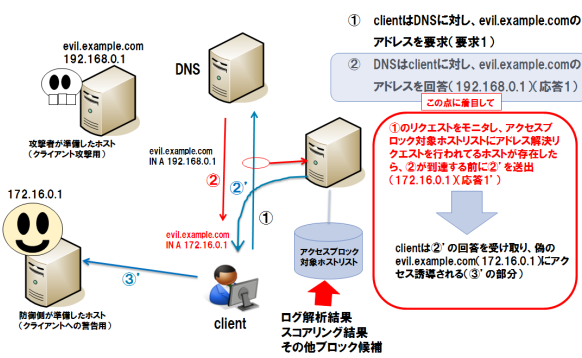 evil.example.com
192.168.0.1
攻撃者が準備したホスト
(クライアント攻撃用)
DNS
evil.example.com
IN A 192.168.0.1
②
②'
①
evil.example.com
IN A 172.16.0.1
172.16.0.1
③'
防御側が準備したホスト
(クライアントへの警告用)
client
アクセスブロック
対象ホストリスト
ログ解析結果
スコアリング結果
その他ブロック候補
① clientはDNSに対し、evil.example.comの
アドレスを要求(要求1)
② DNSはclientに対し、evil.example.comの
アドレスを回答(192.168.0.1)(応答1)
この点に着目して
①のリクエストをモニタし、アクセスブ
ロック対象ホストリストにアドレス解決リ
クエストを行われてるホストが存在した
ら、②が到達する前に②'を送出
(172.16.0.1)(応答1')
clientは②'の回答を受け取り、偽の
evil.example.com(172.16.0.1)にアク
セス誘導される(③'の部分)